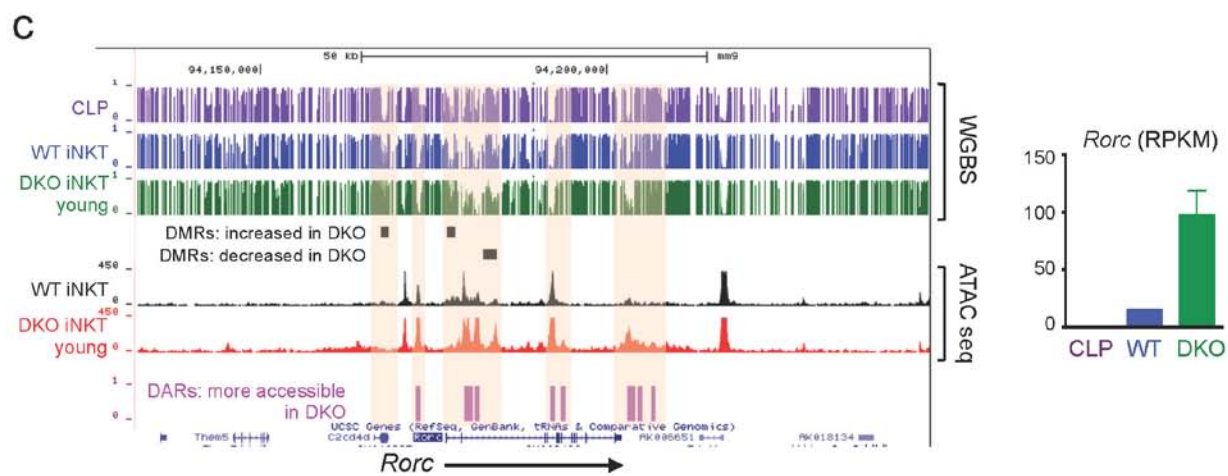 C
50 kb
mm9
94,150,000
94,200,000
1
CLP
0
1
WT iNKT
0
DKO iNKT
1
young
0
WGBS
DMRs: increased in DKO
DMRs: decreased in DKO
450
WT iNKT
0
450
DKO iNKT
young
0
ATAC seq
1
DARs: more accessible
in DKO
0
UCSC Genes (RefSeq, GenBank, tRNAs & Comparative Genomics)
Them5
C2cd4d
Rorc
AK006651
AK018134
Rorc
Rorc (RPKM)
150
100
50
0
CLP
WT
DKO